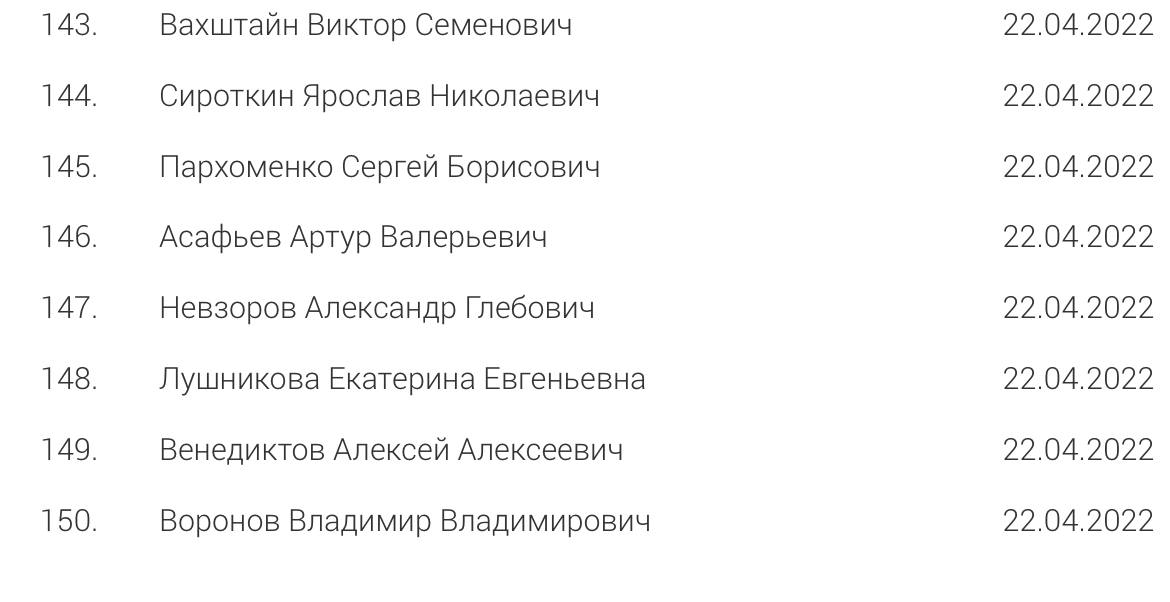 143. Вахштайн Виктор Семенович 22.04.2022
144. Сироткин Ярослав Николаевич 22.04.2022
145. Пархоменко Сергей Борисович 22.04.2022
146. Асафьев Артур Валерьевич 22.04.2022
147. Невзоров Александр Глебович 22.04.2022
148. Лушникова Екатерина Евгеньевна 22.04.2022
149. Венедиктов Алексей Алексеевич 22.04.2022
150. Воронов Владимир Владимирович 22.04.2022